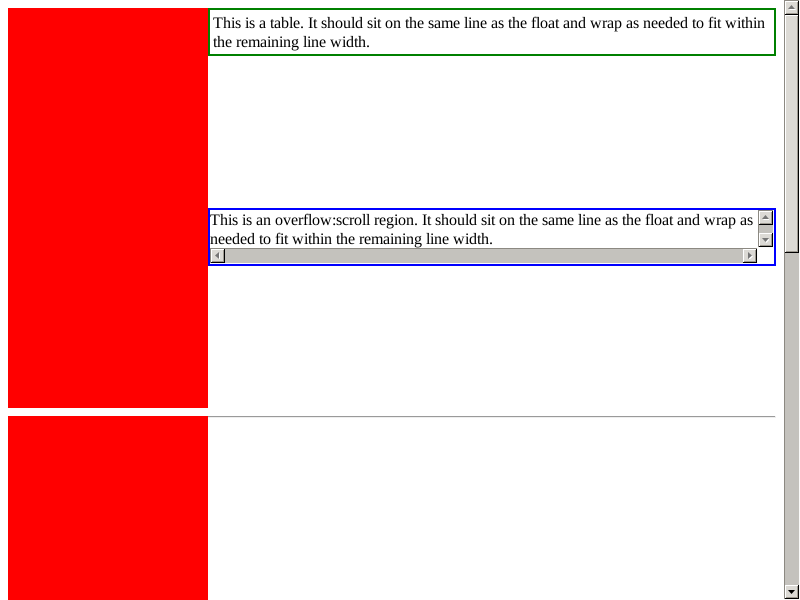 This is a table. It should sit on the same line as the float and wrap as needed to fit within
the remaining line width.
This is an overflow:scroll region. It should sit on the same line as the float and wrap as
needed to fit within the remaining line width.